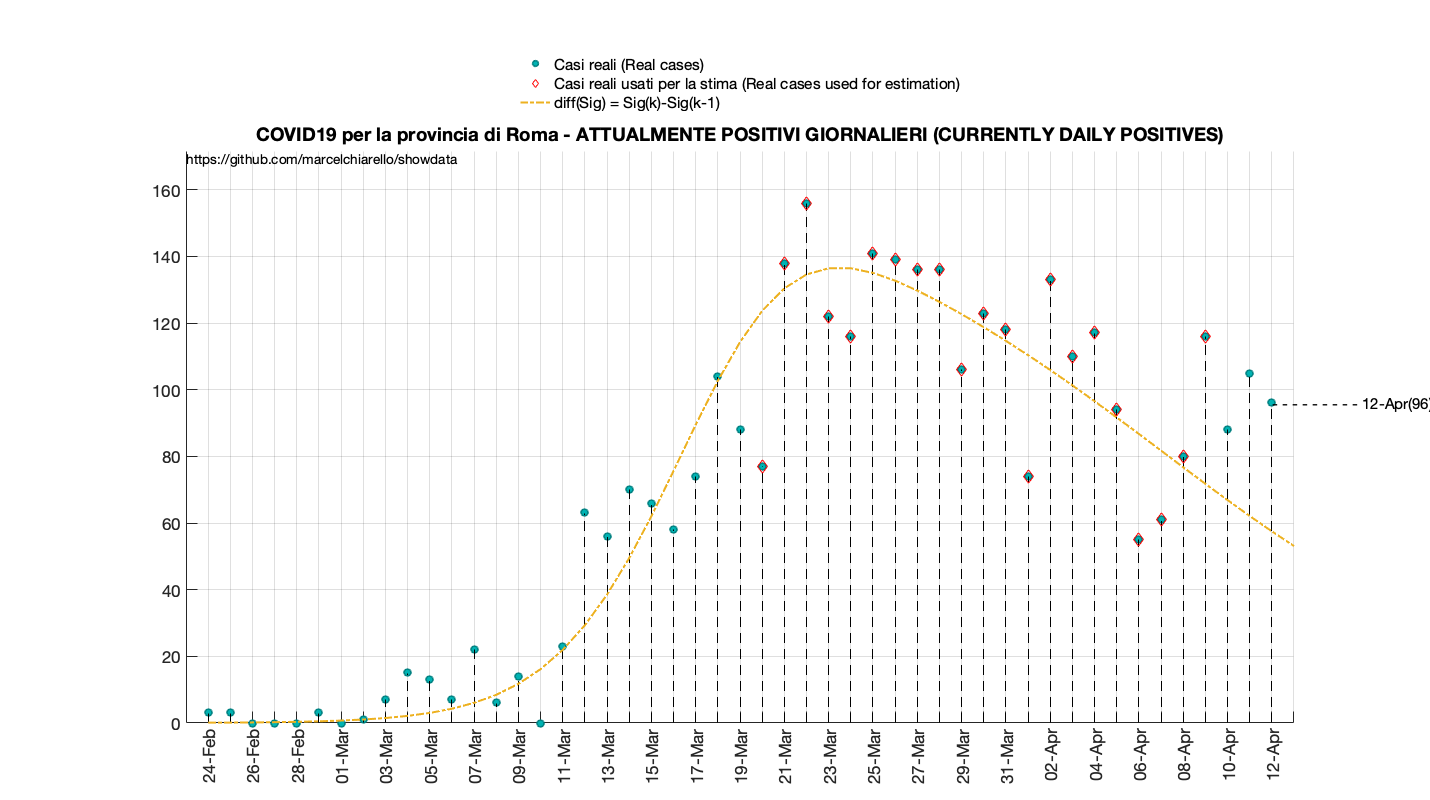 Casi reali (Real cases)
Casi reali usati per la stima (Real cases used for estimation)
diff(Sig) = Sig(k)-Sig(k-1)
COVID19 per la provincia di Roma - ATTUALMENTE POSITIVI GIORNALIERI (CURRENTLY DAILY POSITIVES)
https://github.com/marcelchiarello/showdata
160
140
120
100
80
60
40
20
0
12-Apr(96)
24-Feb
26-Feb
28-Feb
01-Mar
03-Mar
05-Mar
07-Mar
09-Mar
11-Mar
13-Mar
15-Mar
17-Mar
19-Mar
21-Mar
23-Mar
25-Mar
27-Mar
29-Mar
31-Mar
02-Apr
04-Apr
06-Apr
08-Apr
10-Apr
12-Apr